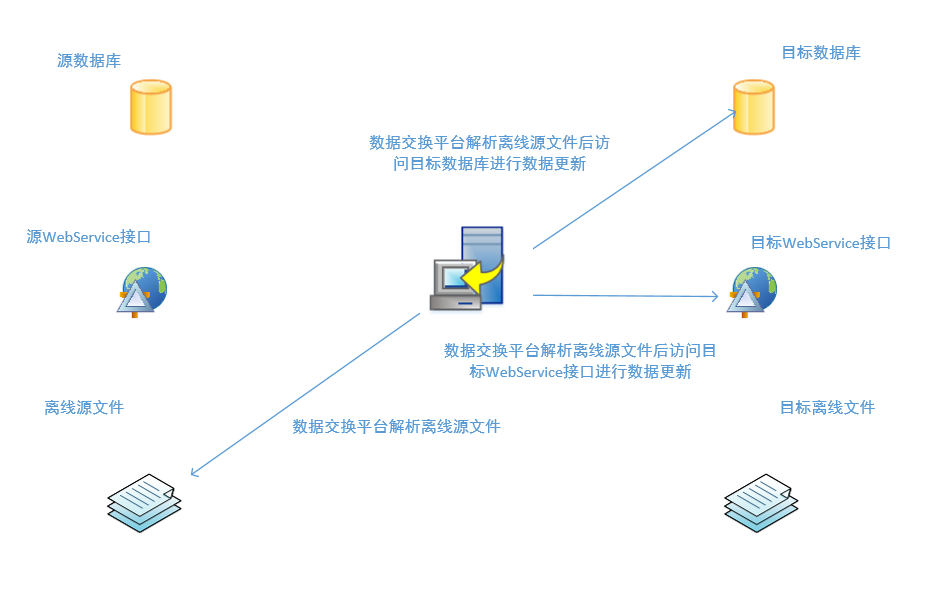 源数据库
目标数据库
数据交换平台解析离线源文件后访
问目标数据库进行数据更新
源WebService接口
目标WebService接口
数据交换平台解析离线源文件后访问目
标WebService接口进行数据更新
离线源文件
目标离线文件
数据交换平台解析离线源文件